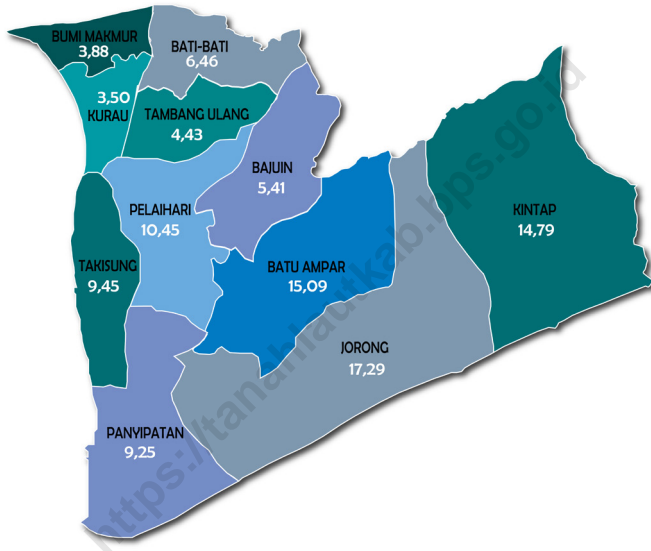 BUMI MAKMUR
3,88
BATI-BATI
6,46
3,50
KURAU
TAMBANG ULANG
4,43
BAJUIN
5,41
PELAIHARI
10,45
KINTAP
14,79
TAKISUNG
9,45
BATU AMPAR
15,09
JORONG
17,29
PANYIPATAN
9,25
https://tanahlautkab.bps.go.id